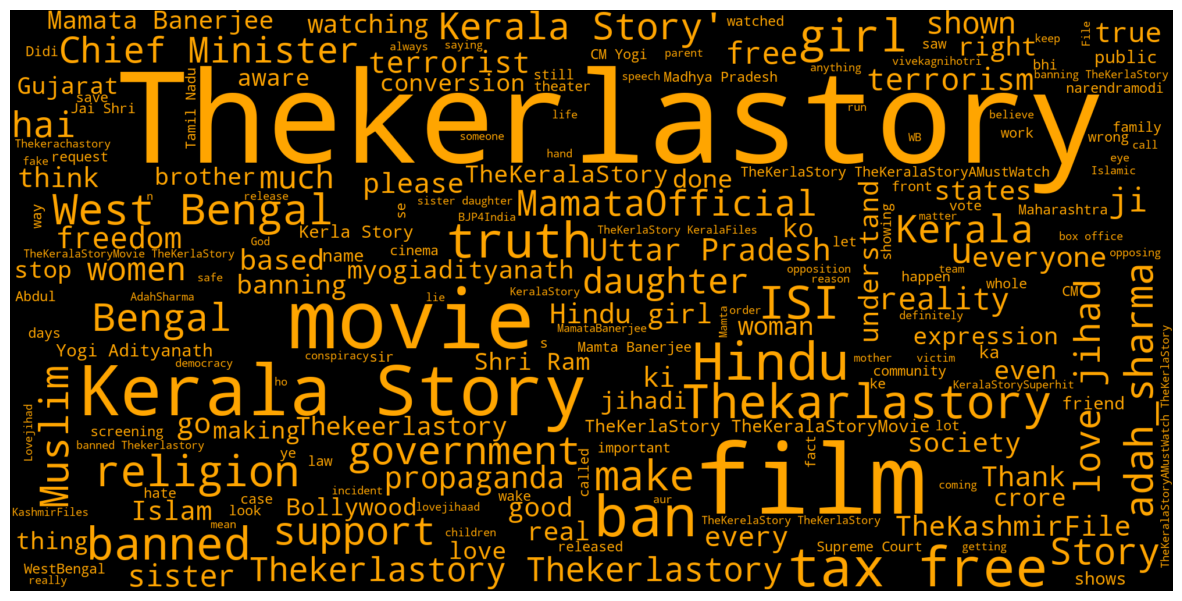 Mamata Banerjee
watching
Kerala Story'
watched
girl
shown
keep
File
true
Didi
Chief Minister
always
saying
CM Yogi
parent
free
saw
right
vivekagnihotri
bhi
public
terrorist
Gujarat
save
aware
conversion
still
theater
speech
Madhya Pradesh
anything
terrorism
banning
TheKerLaStory
narendramodi
Jai Shri
Tamil Nadu
Thekerlastory
hai
life
run
believe
work
wrong
family
Thekerachastory
someone
WB
call
fake
request
hand
eye
Islamic
think
brother
much
please
TheKeralaStory
done
TheKerlaStory
TheKeralaStoryAMustWatch
way
n
release
se
sister daughter
front
states
vote
Maharashtra
ji
West Bengal
BJP4India
MamataOfficial
ko
understand
matter
God
Kerla Story
TheKerlaStory KeralaFiles
let
showing
Kerala
box office
freedom
cinema
truth
Uttar Pradesh
u
everyone
opposing
TheKeralaStoryMovie TheKerlaStory
based
name
stop
women
safe
banning
myogiadityanath
daughter
opposition
reason
happen
team
whole
CM
Abdul
AdahSharma
lie
KeralaStory
ISI
reality
definitely
movie
Hindu girl
MamataBanerjee
order
Mamta
woman
days
Bengal
s
expression
adah_sharma
Yogi Adityanath
conspiracy
sir
Mamta Banerjee
ka
even
love jihad
democracy
Shri Ram
Hindu
mother
victim
community
Kerala Story
ho
ki
ke
KeralaStorySuperhit
Muslim
jihadi
Thekarlastory
friend
Lovejihad
screening
go
making
Thekeerlastory
TheKerlaStory TheKeralaStoryMovie
lot
TheKeralaStoryAMustWatch TheKerlaStory
banned Thekerlastory
ye
law
government
important
fact
society
religion
called
film
hate
case
incident
wake
propaganda
make
coming
Thank
crore
KashmirFiles
Islam
look
Bollywood
lovejihaad
aur
good
ban
thing
banned
mean
support
children
real
every
TheKerelaStory TheKerLaStory
TheKashmirFile
WestBengal
really
sister
love
released
Supreme Court
getting
Story
Thekerlastory Thekerlastory
tax free
shows